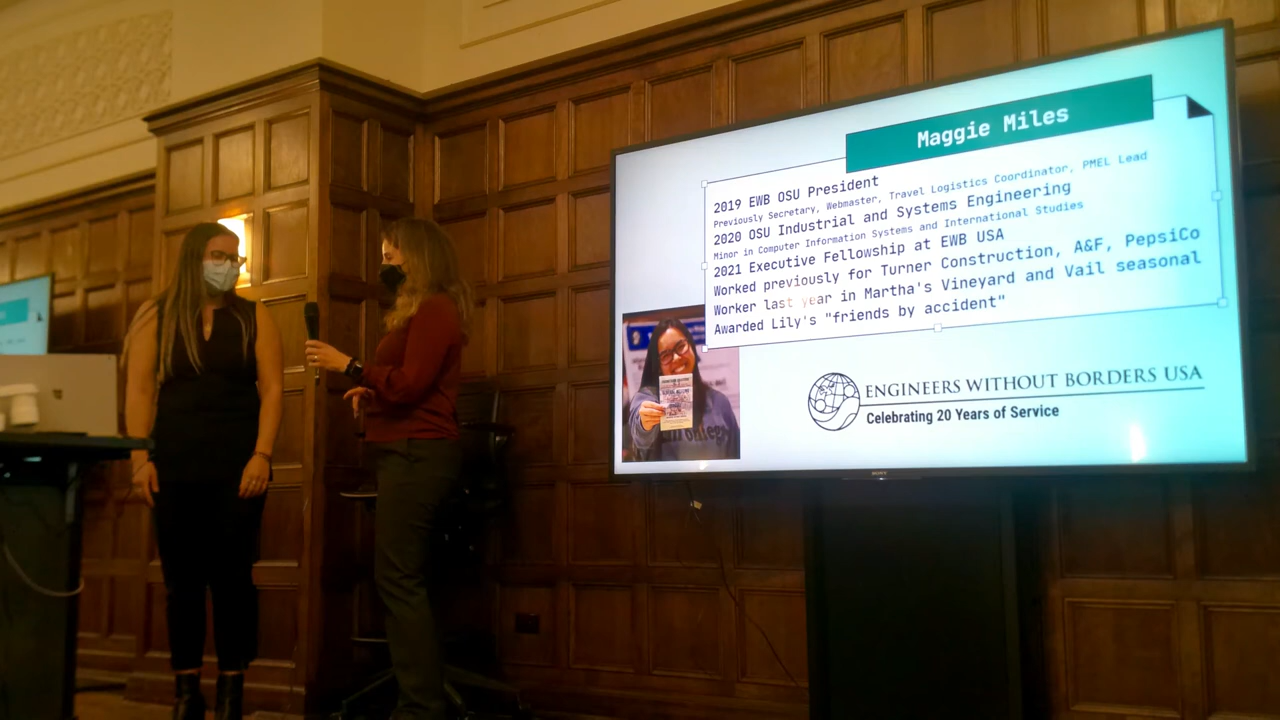 Maggie Miles
2019 EWB OSU President
Previously Secretary, Webmaster, Travel Logistics Coordinator, PMEL Lead
2020 OSU Industrial and Systems Engineering
Minor in Computer Information Systems and International Studies
2021 Executive Fellowship at EWB USA
Worked previously for Turner Construction, A&F, PepsiCo
Worker last year in Martha's Vineyard and Vail seasonal
Awarded Lily's "friends by accident"
ENGINEERS WITHOUT BORDERS USA
Celebrating 20 Years of Service
SONY